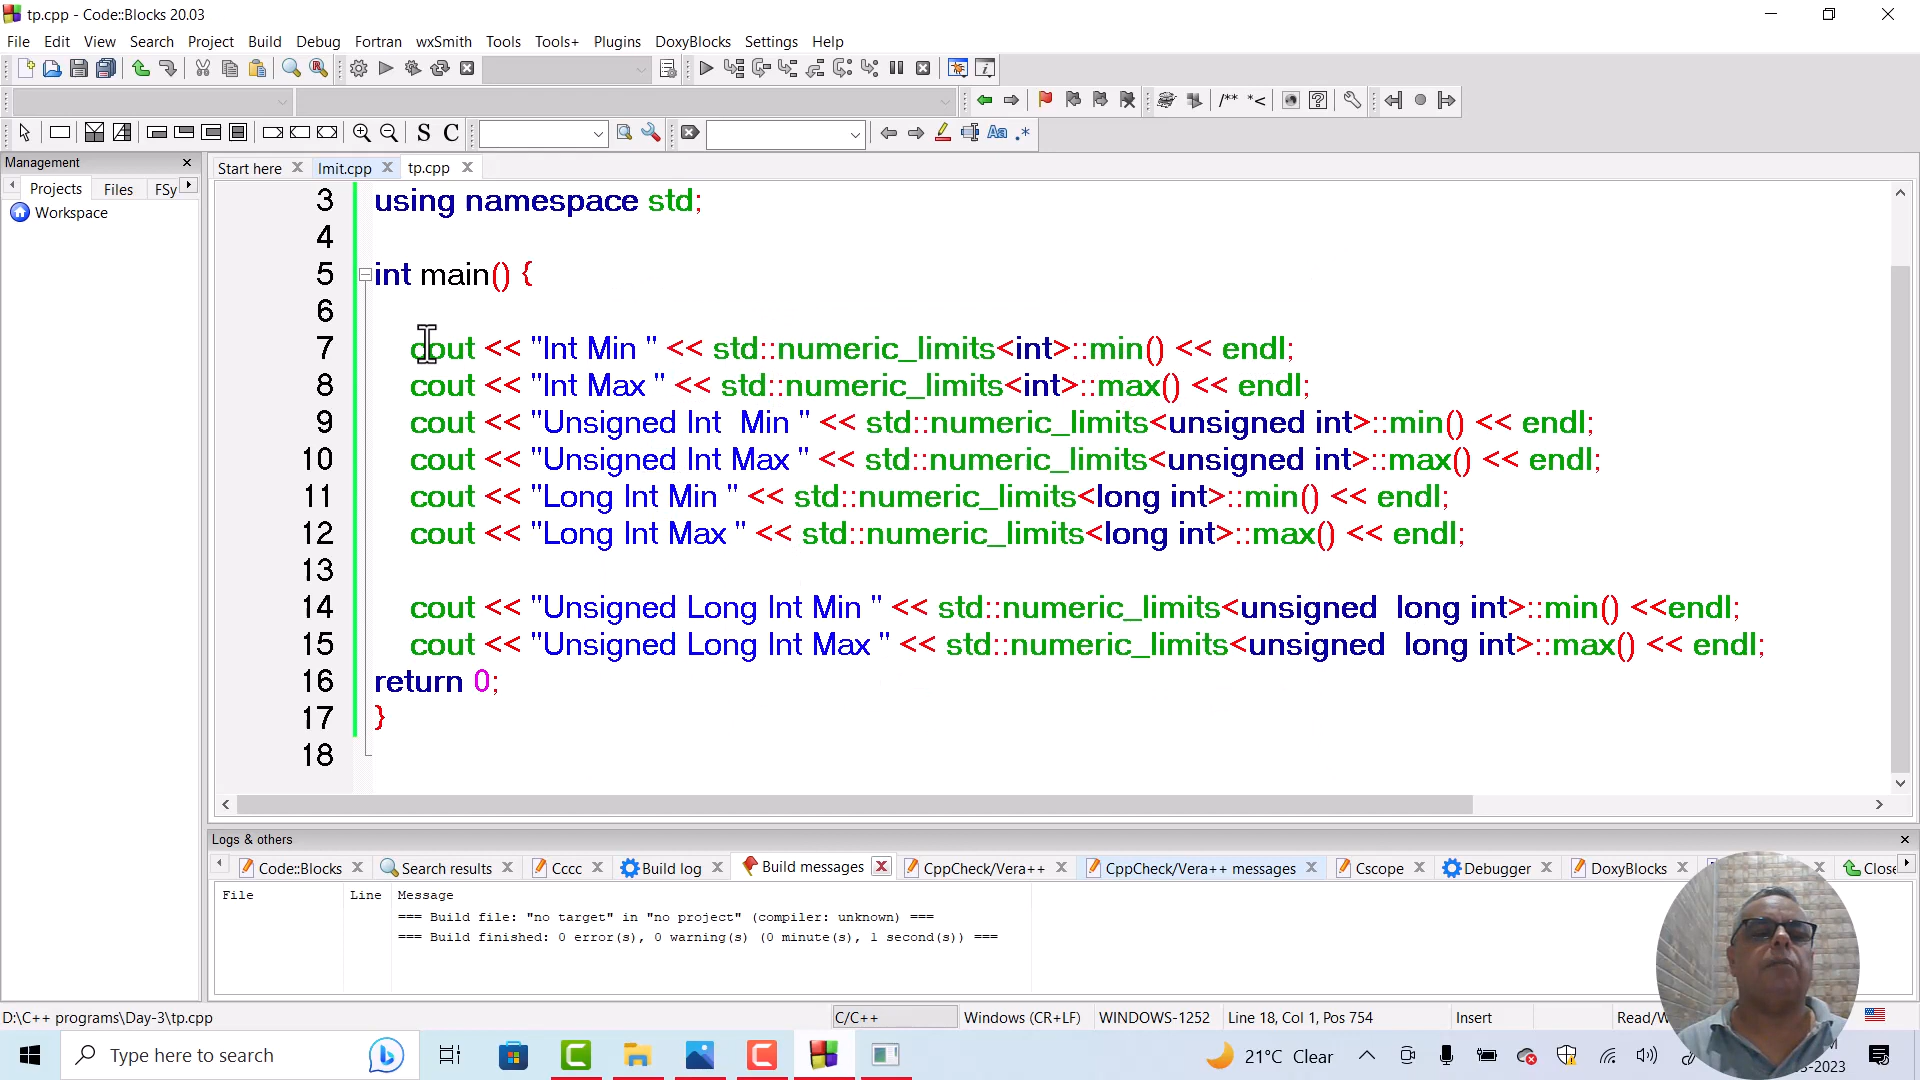 tp.cpp - Code::Blocks 20.03
File Edit View Search Project Build Debug Fortran wxSmith Tools Tools+ Plugins DoxyBlocks Settings Help
/** *<
S C Aa .*
Management
Start here lmit.cpp tp.cpp
Projects Files FSy
Workspace
3 using namespace std;
4
5 int main() {
6
7 cout << "Int Min " << std::numeric_limits<int>::min() << endl;
8 cout << "Int Max " << std::numeric_limits<int>::max() << endl;
9 cout << "Unsigned Int  Min " << std::numeric_limits<unsigned int>::min() << endl;
10 cout << "Unsigned Int Max " << std::numeric_limits<unsigned int>::max() << endl;
11 cout << "Long Int Min " << std::numeric_limits<long int>::min() << endl;
12 cout << "Long Int Max " << std::numeric_limits<long int>::max() << endl;
13
14 cout << "Unsigned Long Int Min " << std::numeric_limits<unsigned  long int>::min() <<endl;
15 cout << "Unsigned Long Int Max " << std::numeric_limits<unsigned  long int>::max() << endl;
16 return 0;
17 }
18
Logs & others
Code::Blocks Search results Cccc Build log Build messages CppCheck/Vera++ CppCheck/Vera++ messages Cscope Debugger DoxyBlocks Close
File Line Message
=== Build file: "no target" in "no project" (compiler: unknown) ===
=== Build finished: 0 error(s), 0 warning(s) (0 minute(s), 1 second(s)) ===
D:\C++ programs\Day-3\tp.cpp C/C++ Windows (CR+LF) WINDOWS-1252 Line 18, Col 1, Pos 754 Insert Read/W
Type here to search 21°C Clear
-2023